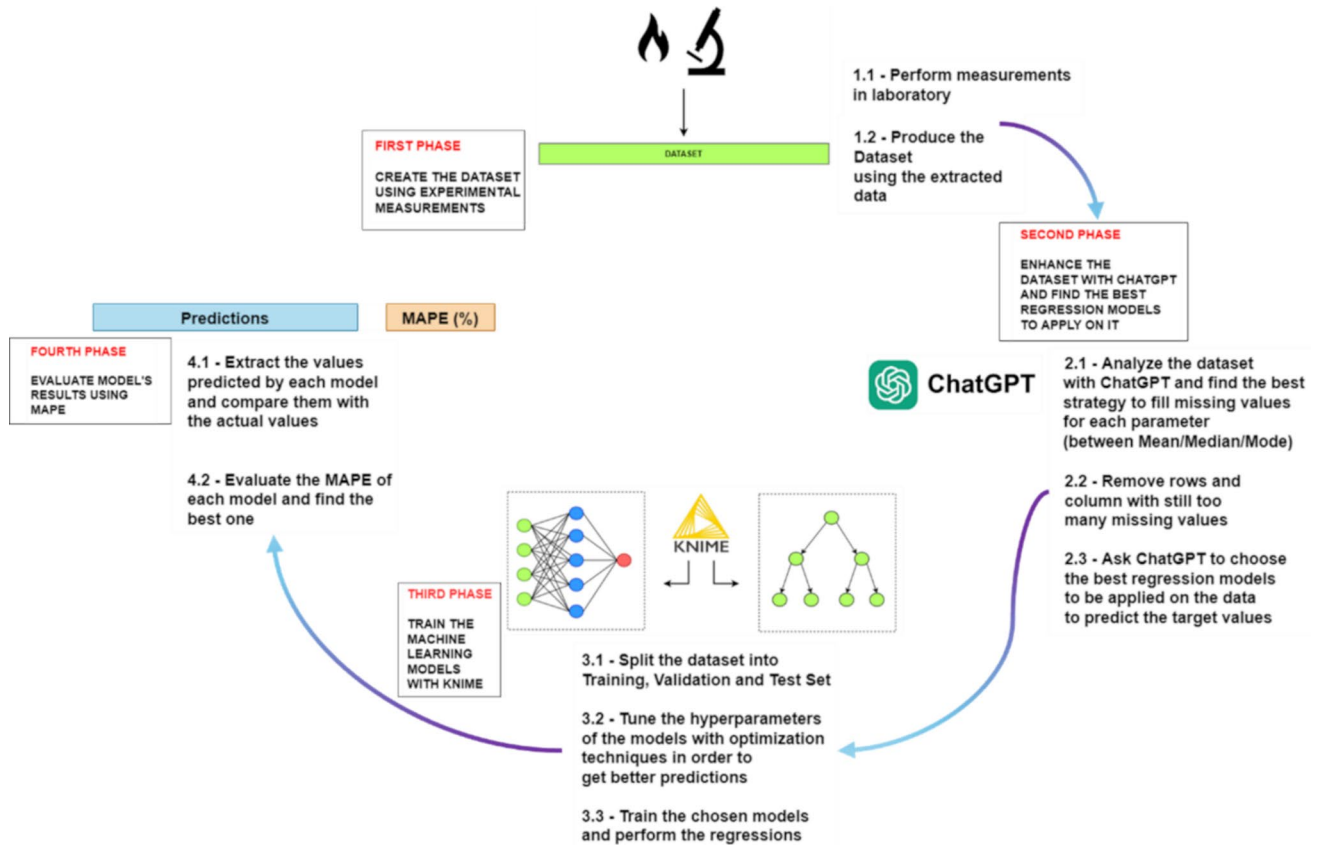 FIRST PHASE
CREATE THE DATASET
USING EXPERIMENTAL
MEASUREMENTS
DATASET
1.1 - Perform measurements
in laboratory
1.2 - Produce the
Dataset
using the extracted
data
SECOND PHASE
ENHANCE THE
DATASET WITH CHATGPT
AND FIND THE BEST
REGRESSION MODELS
TO APPLY ON IT
ChatGPT
2.1 - Analyze the dataset
with ChatGPT and find the best
strategy to fill missing values
for each parameter
(between Mean/Median/Mode)
2.2 - Remove rows and
column with still too
many missing values
2.3 - Ask ChatGPT to choose
the best regression models
to be applied on the data
to predict the target values
KNIME
THIRD PHASE
TRAIN THE
MACHINE
LEARNING
MODELS
WITH KNIME
3.1 - Split the dataset into
Training, Validation and Test Set
3.2 - Tune the hyperparameters
of the models with optimization
techniques in order to
get better predictions
3.3 - Train the chosen models
and perform the regressions
Predictions
MAPE (%)
FOURTH PHASE
EVALUATE MODEL'S
RESULTS USING
MAPE
4.1 - Extract the values
predicted by each model
and compare them with
the actual values
4.2 - Evaluate the MAPE of
each model and find the
best one